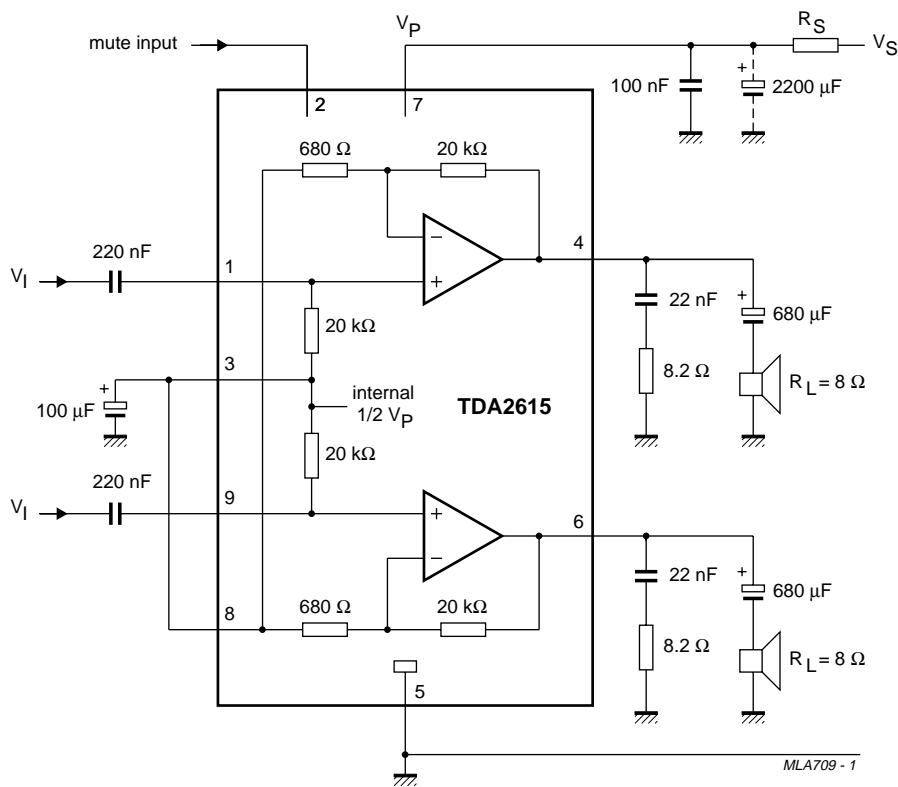 mute input
V_P
R_S
V_S
2
7
100 nF
+
2200 µF
680 Ω
20 kΩ
−
+
4
220 nF
V_I
1
20 kΩ
22 nF
+
680 µF
8.2 Ω
R_L = 8 Ω
3
+
100 µF
internal
1/2 V_P
TDA2615
20 kΩ
220 nF
V_I
9
+
−
6
22 nF
+
680 µF
8
680 Ω
20 kΩ
8.2 Ω
R_L = 8 Ω
5
MLA709 - 1